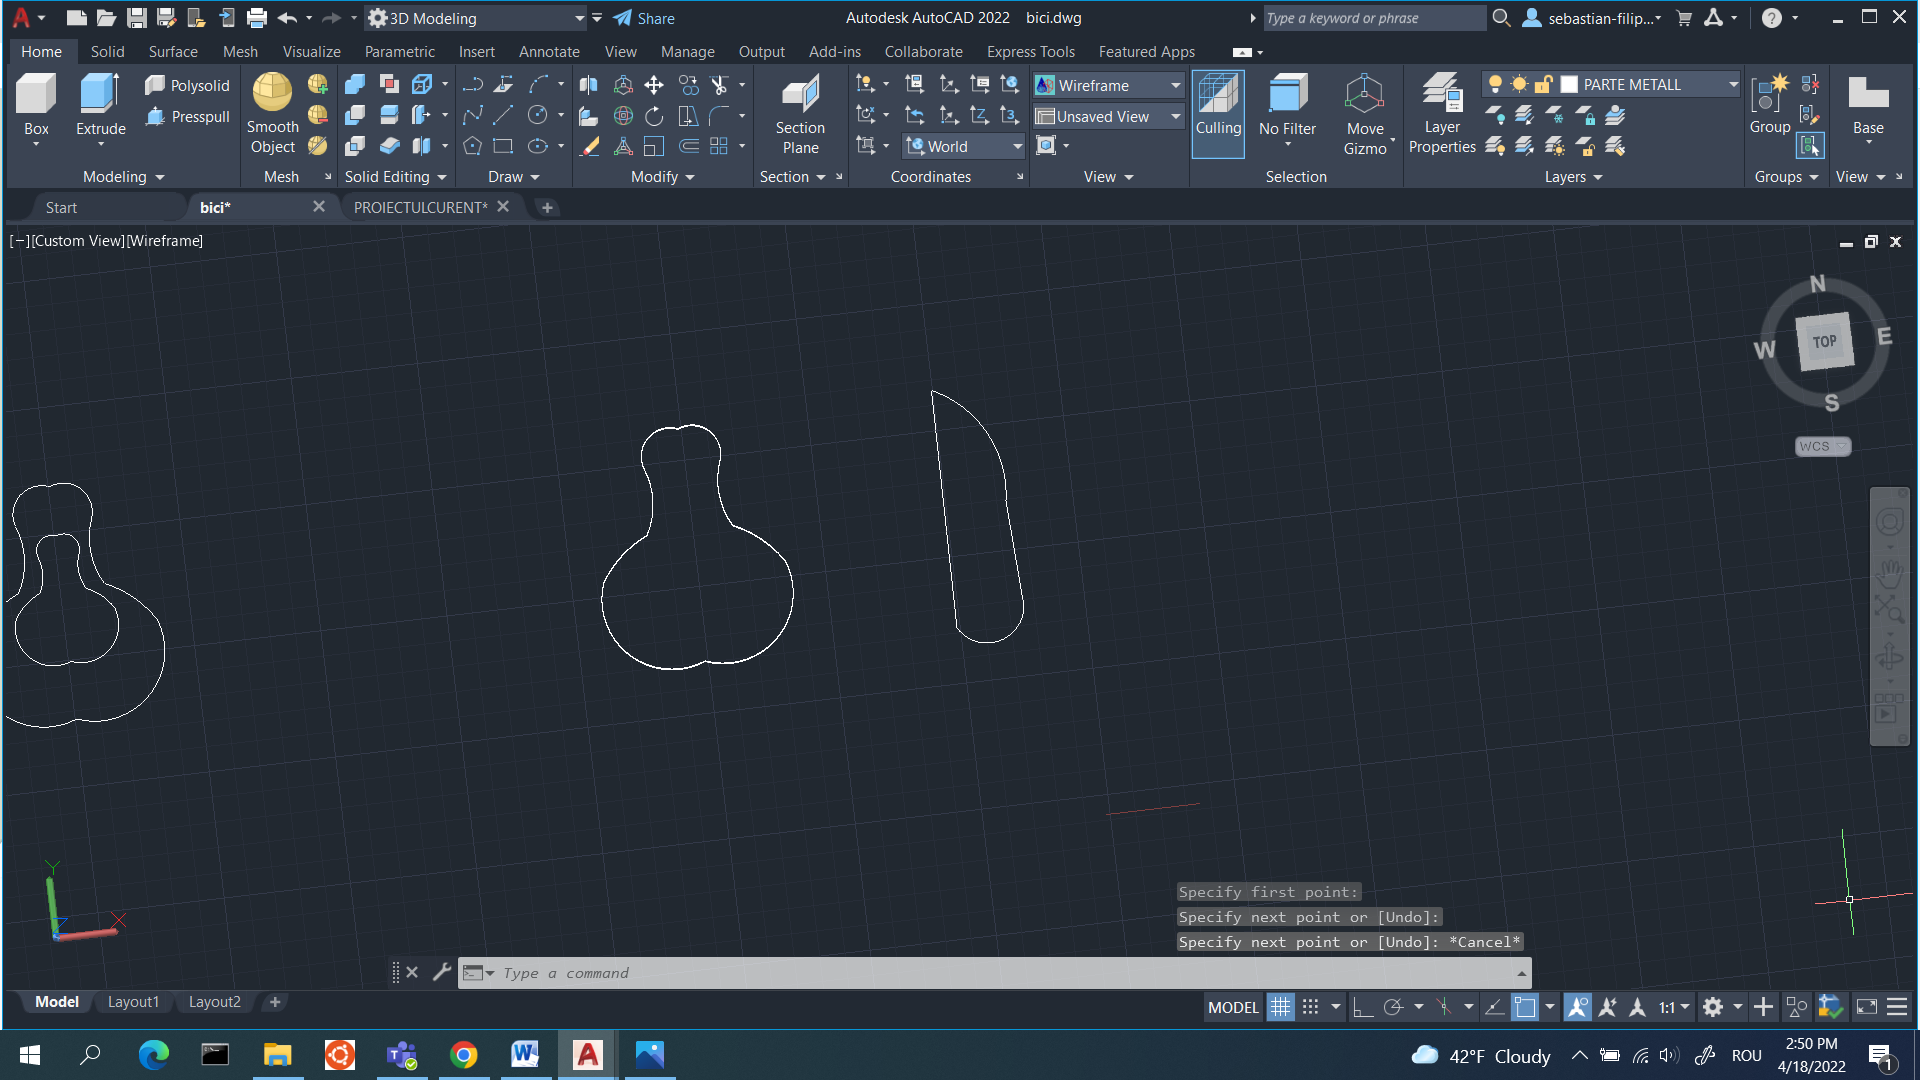 3D Modeling
Share
Autodesk AutoCAD 2022 bici.dwg
Type a keyword or phrase
sebastian-filip...
Home Solid Surface Mesh Visualize Parametric Insert Annotate View Manage Output Add-ins Collaborate Express Tools Featured Apps
Box
Extrude
Polysolid
Presspull
Smooth
Object
Section
Plane
World
Wireframe
Unsaved View
Culling
No Filter
Move
Gizmo
Layer
Properties
PARTE METALL
Group
Base
Modeling
Mesh
Solid Editing
Draw
Modify
Section
Coordinates
View
Selection
Layers
Groups
View
Start
bici*
PROIECTULCURENT*
[−][Custom View][Wireframe]
N
W
TOP
E
S
WCS
Y
X
Specify first point:
Specify next point or [Undo]:
Specify next point or [Undo]: *Cancel*
Type a command
Model Layout1 Layout2
MODEL
1:1
42°F Cloudy
ROU
2:50 PM
4/18/2022
1